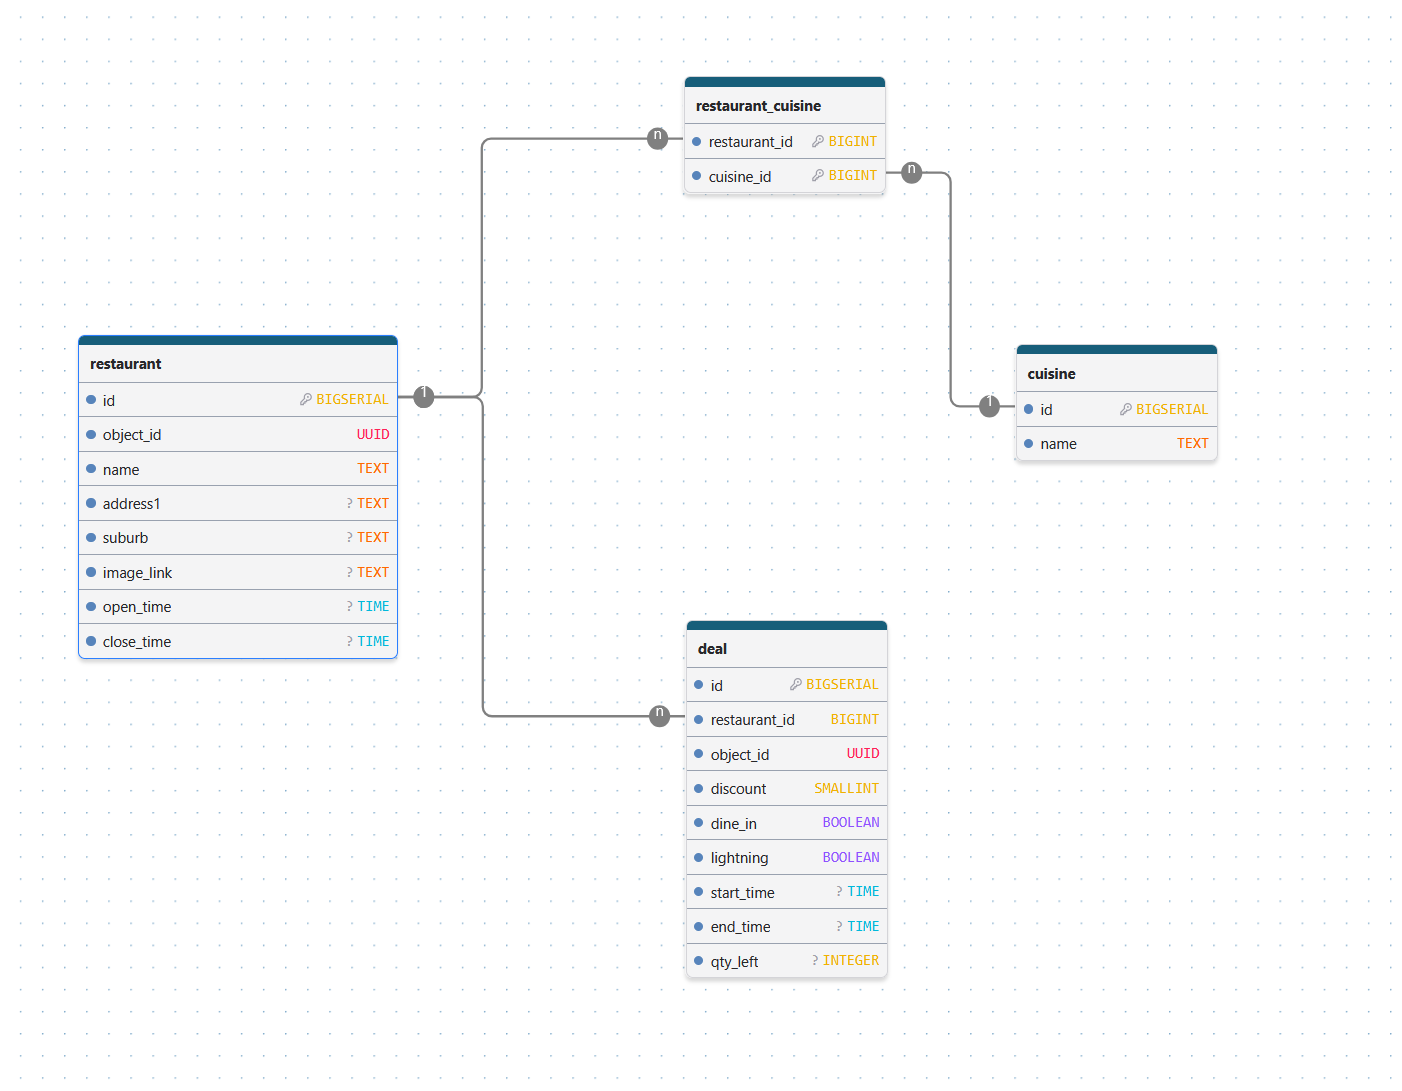 restaurant_cuisine
restaurant_id BIGINT
cuisine_id BIGINT
n
n
restaurant
id BIGSERIAL
object_id UUID
name TEXT
address1 ? TEXT
suburb ? TEXT
image_link ? TEXT
open_time ? TIME
close_time ? TIME
1
cuisine
id BIGSERIAL
name TEXT
1
deal
id BIGSERIAL
restaurant_id BIGINT
object_id UUID
discount SMALLINT
dine_in BOOLEAN
lightning BOOLEAN
start_time ? TIME
end_time ? TIME
qty_left ? INTEGER
n